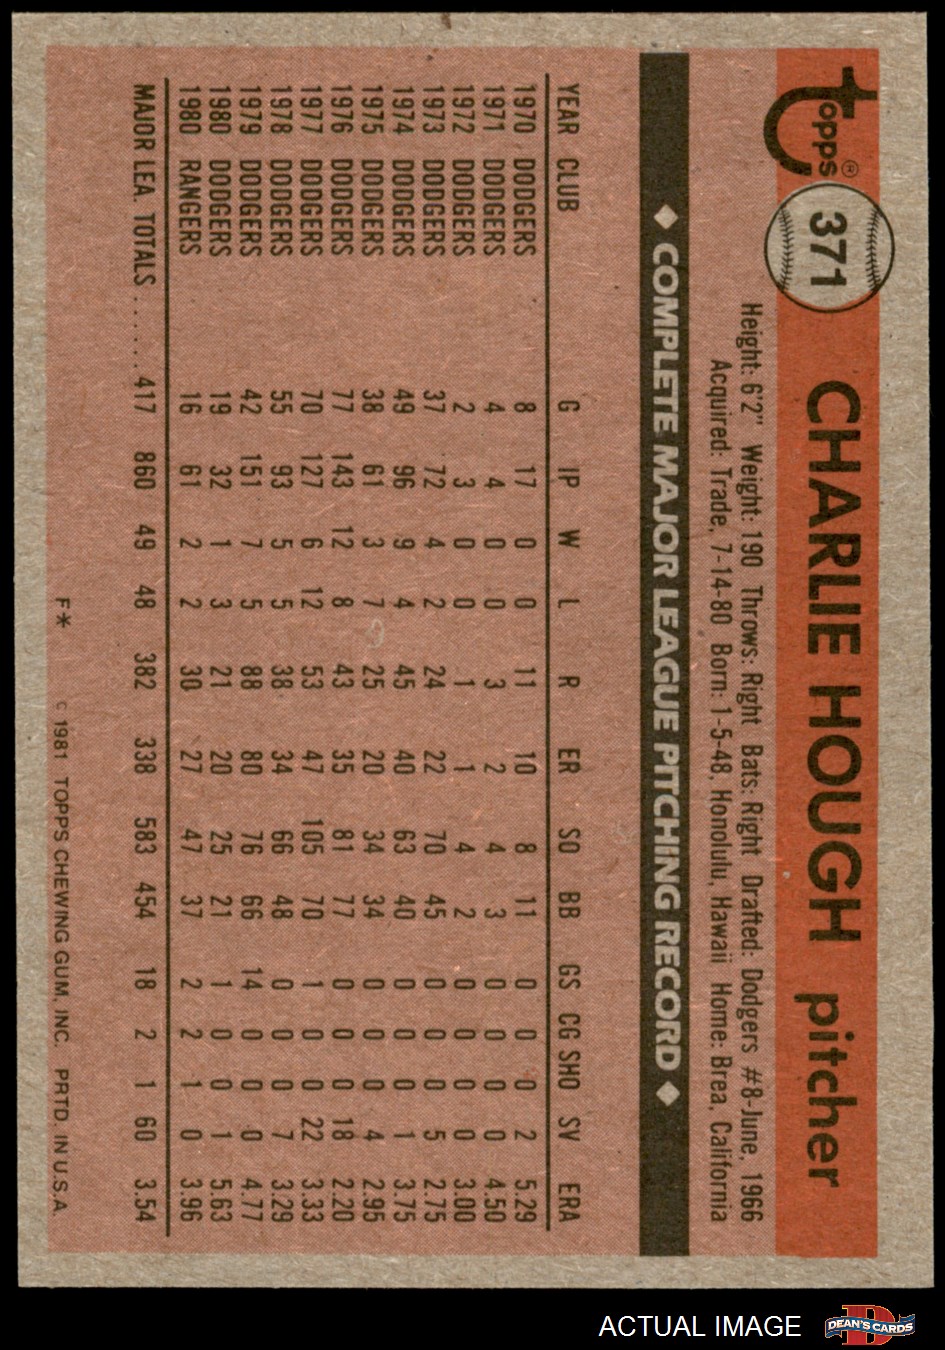 Topps® 371 CHARLIE HOUGH pitcher
Height: 6'2" Weight: 190 Throws: Right Bats: Right Drafted: Dodgers #8-June, 1966
Acquired: Trade, 7-14-80 Born: 1-5-48, Honolulu, Hawaii Home: Brea, California
◆ COMPLETE MAJOR LEAGUE PITCHING RECORD ◆
YEAR CLUB G IP W L R ER SO BB GS CG SHO SV ERA
1970 DODGERS 8 17 0 0 11 10 8 11 0 0 0 2 5.29
1971 DODGERS 4 4 0 0 3 2 4 3 0 0 0 0 4.50
1972 DODGERS 2 3 0 0 1 1 4 2 0 0 0 0 3.00
1973 DODGERS 37 72 4 2 24 22 70 45 0 0 0 5 2.75
1974 DODGERS 49 96 9 4 45 40 63 40 0 0 0 1 3.75
1975 DODGERS 38 61 3 7 25 20 34 34 0 0 0 4 2.95
1976 DODGERS 77 143 12 8 43 35 81 77 0 0 0 18 2.20
1977 DODGERS 70 127 6 12 53 47 105 70 1 0 0 22 3.33
1978 DODGERS 55 93 5 5 38 34 66 48 0 0 0 7 3.29
1979 DODGERS 42 151 7 5 88 80 76 66 14 0 0 0 4.77
1980 DODGERS 19 32 1 3 21 20 25 21 1 0 0 1 5.63
1980 RANGERS 16 61 2 2 30 27 47 37 2 2 1 0 3.96
MAJOR LEA. TOTALS ...... 417 860 49 48 382 338 583 454 18 2 1 60 3.54
F* © 1981 TOPPS CHEWING GUM, INC. PRTD. IN U.S.A.
ACTUAL IMAGE DEAN'S CARDS